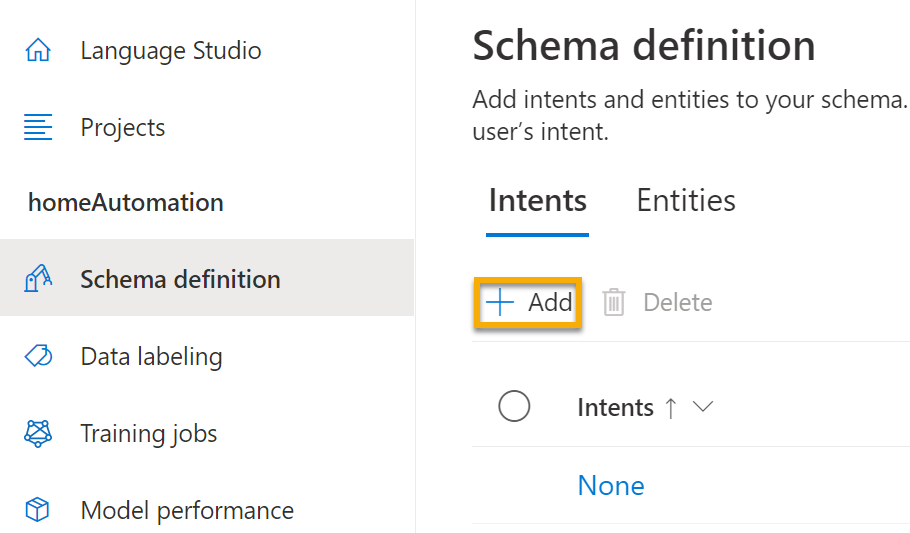 Language Studio
Projects
homeAutomation
Schema definition
Data labeling
Training jobs
Model performance
Schema definition
Add intents and entities to your schema.
user’s intent.
Intents Entities
Add Delete
Intents ↑
None